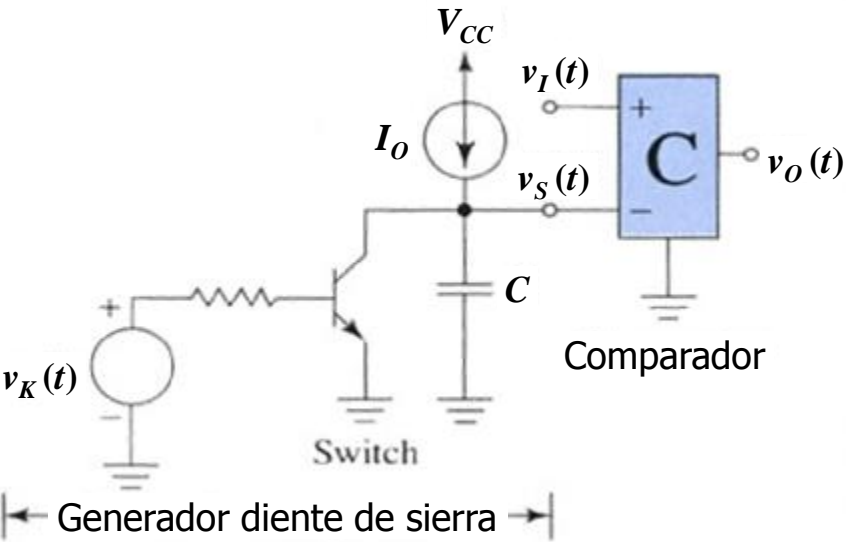 V_CC
v_I (t)
+
I_O
C
v_O (t)
v_S (t)
−
C
+
Comparador
v_K (t)
−
Switch
Generador diente de sierra